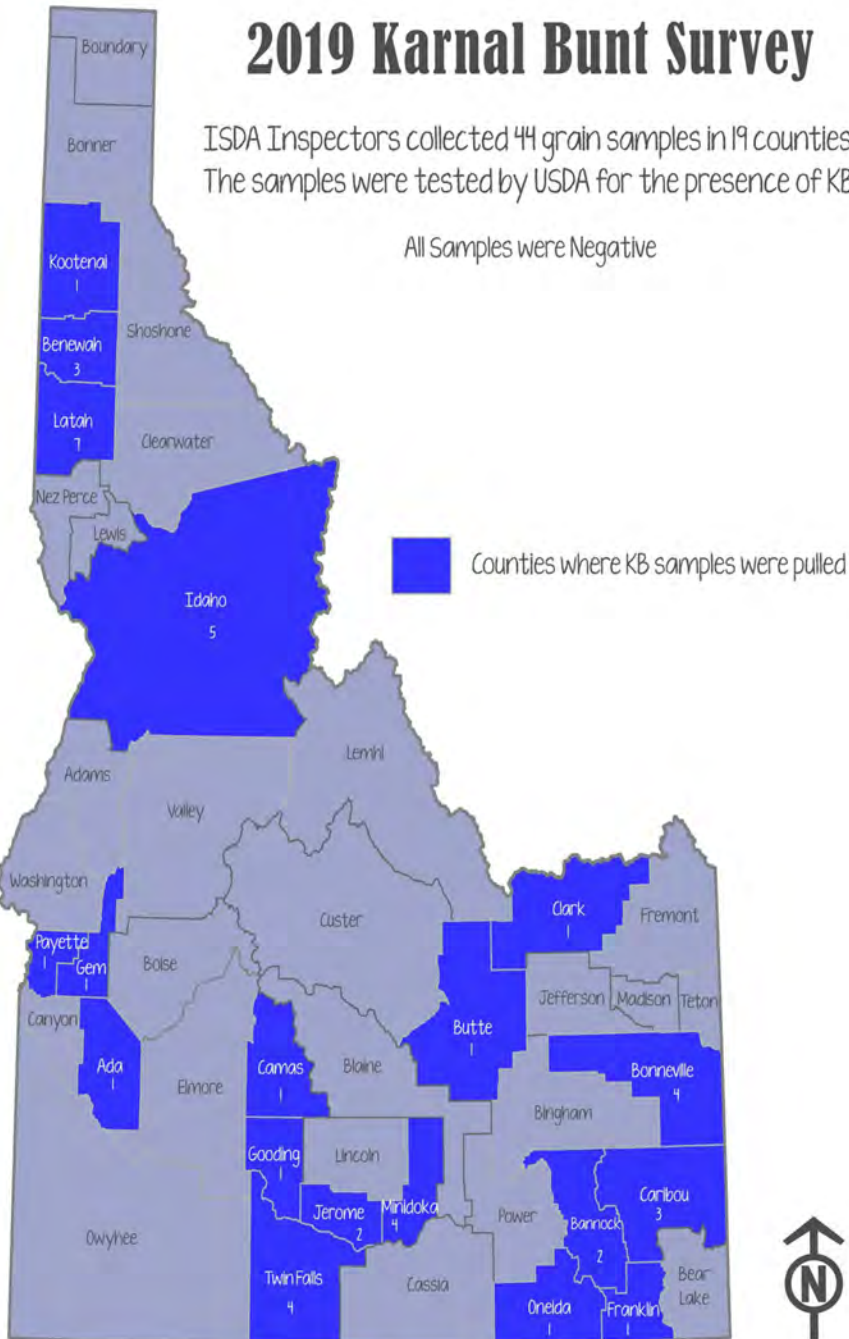 2019 Karnal Bunt Survey
ISDA Inspectors collected 44 grain samples in 19 counties
The samples were tested by USDA for the presence of KB
All Samples were Negative
Boundary
Bonner
Kootenai
1
Shoshone
Benewah
3
Latah
7
Clearwater
Nez Perce
Lewis
Counties where KB samples were pulled
Idaho
5
Lemhi
Adams
Valley
Washington
Custer
Clark
1
Fremont
Payette
1
Gem
1
Boise
Jefferson
Madison
Teton
Canyon
Butte
1
Ada
1
Elmore
Camas
1
Blaine
Bonneville
4
Bingham
Gooding
1
Lincoln
Jerome
2
Minidoka
4
Caribou
3
Power
Bannock
2
Owyhee
Twin Falls
4
Cassia
Bear
Lake
Oneida
1
Franklin
1
N